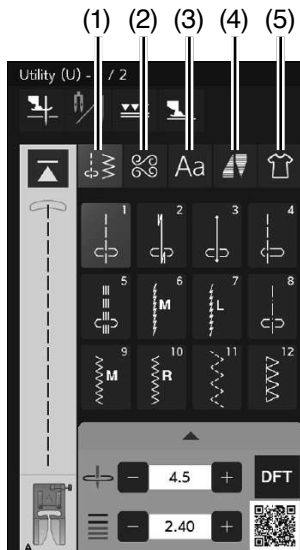 (1) (2) (3) (4) (5)
Utility (U) - / 2
Aa
1 2 3 4
5 6 7 8
M L
9 10 11 12
M R
- 4.5 + DFT
- 2.40 +
A